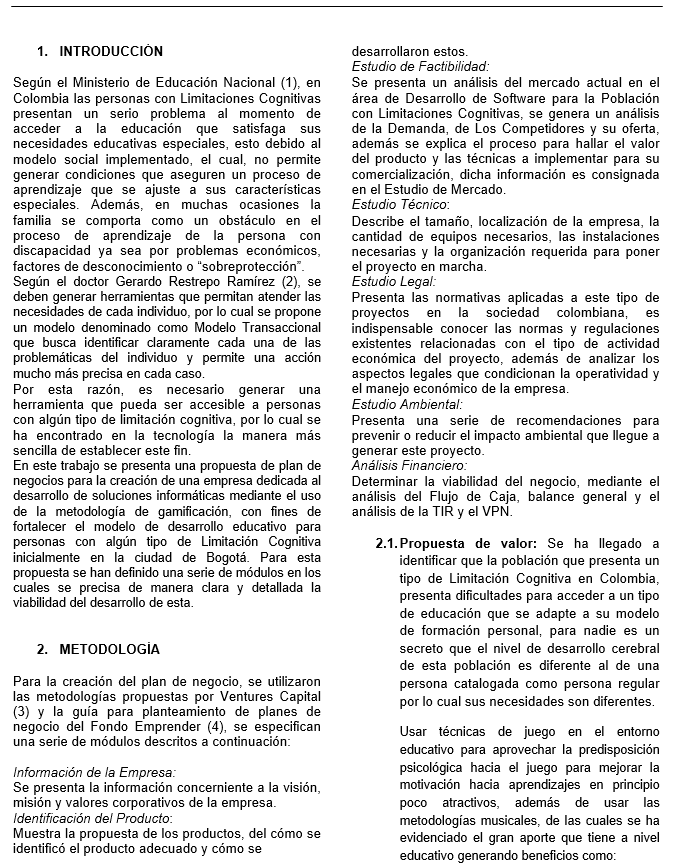 1. INTRODUCCIÓN
Según el Ministerio de Educación Nacional (1), en
Colombia las personas con Limitaciones Cognitivas
presentan un serio problema al momento de
acceder a la educación que satisfaga sus
necesidades educativas especiales, esto debido al
modelo social implementado, el cual, no permite
generar condiciones que aseguren un proceso de
aprendizaje que se ajuste a sus características
especiales. Además, en muchas ocasiones la
familia se comporta como un obstáculo en el
proceso de aprendizaje de la persona con
discapacidad ya sea por problemas económicos,
factores de desconocimiento o “sobreprotección”.
Según el doctor Gerardo Restrepo Ramírez (2), se
deben generar herramientas que permitan atender las
necesidades de cada individuo, por lo cual se propone
un modelo denominado como Modelo Transaccional
que busca identificar claramente cada una de las
problemáticas del individuo y permite una acción
mucho más precisa en cada caso.
Por esta razón, es necesario generar una
herramienta que pueda ser accesible a personas
con algún tipo de limitación cognitiva, por lo cual se
ha encontrado en la tecnología la manera más
sencilla de establecer este fin.
En este trabajo se presenta una propuesta de plan de
negocios para la creación de una empresa dedicada al
desarrollo de soluciones informáticas mediante el uso
de la metodología de gamificación, con fines de
fortalecer el modelo de desarrollo educativo para
personas con algún tipo de Limitación Cognitiva
inicialmente en la ciudad de Bogotá. Para esta
propuesta se han definido una serie de módulos en los
cuales se precisa de manera clara y detallada la
viabilidad del desarrollo de esta.
2. METODOLOGÍA
Para la creación del plan de negocio, se utilizaron
las metodologías propuestas por Ventures Capital
(3) y la guía para planteamiento de planes de
negocio del Fondo Emprender (4), se especifican
una serie de módulos descritos a continuación:
Información de la Empresa:
Se presenta la información concerniente a la visión,
misión y valores corporativos de la empresa.
Identificación del Producto:
Muestra la propuesta de los productos, del cómo se
identificó el producto adecuado y cómo se
desarrollaron estos.
Estudio de Factibilidad:
Se presenta un análisis del mercado actual en el
área de Desarrollo de Software para la Población
con Limitaciones Cognitivas, se genera un análisis
de la Demanda, de Los Competidores y su oferta,
además se explica el proceso para hallar el valor
del producto y las técnicas a implementar para su
comercialización, dicha información es consignada
en el Estudio de Mercado.
Estudio Técnico:
Describe el tamaño, localización de la empresa, la
cantidad de equipos necesarios, las instalaciones
necesarias y la organización requerida para poner
el proyecto en marcha.
Estudio Legal:
Presenta las normativas aplicadas a este tipo de
proyectos en la sociedad colombiana, es
indispensable conocer las normas y regulaciones
existentes relacionadas con el tipo de actividad
económica del proyecto, además de analizar los
aspectos legales que condicionan la operatividad y
el manejo económico de la empresa.
Estudio Ambiental:
Presenta una serie de recomendaciones para
prevenir o reducir el impacto ambiental que llegue a
generar este proyecto.
Análisis Financiero:
Determinar la viabilidad del negocio, mediante el
análisis del Flujo de Caja, balance general y el
análisis de la TIR y el VPN.
2.1. Propuesta de valor: Se ha llegado a
identificar que la población que presenta un
tipo de Limitación Cognitiva en Colombia,
presenta dificultades para acceder a un tipo
de educación que se adapte a su modelo
de formación personal, para nadie es un
secreto que el nivel de desarrollo cerebral
de esta población es diferente al de una
persona catalogada como persona regular
por lo cual sus necesidades son diferentes.
Usar técnicas de juego en el entorno
educativo para aprovechar la predisposición
psicológica hacia el juego para mejorar la
motivación hacia aprendizajes en principio
poco atractivos, además de usar las
metodologías musicales, de las cuales se ha
evidenciado el gran aporte que tiene a nivel
educativo generando beneficios como: